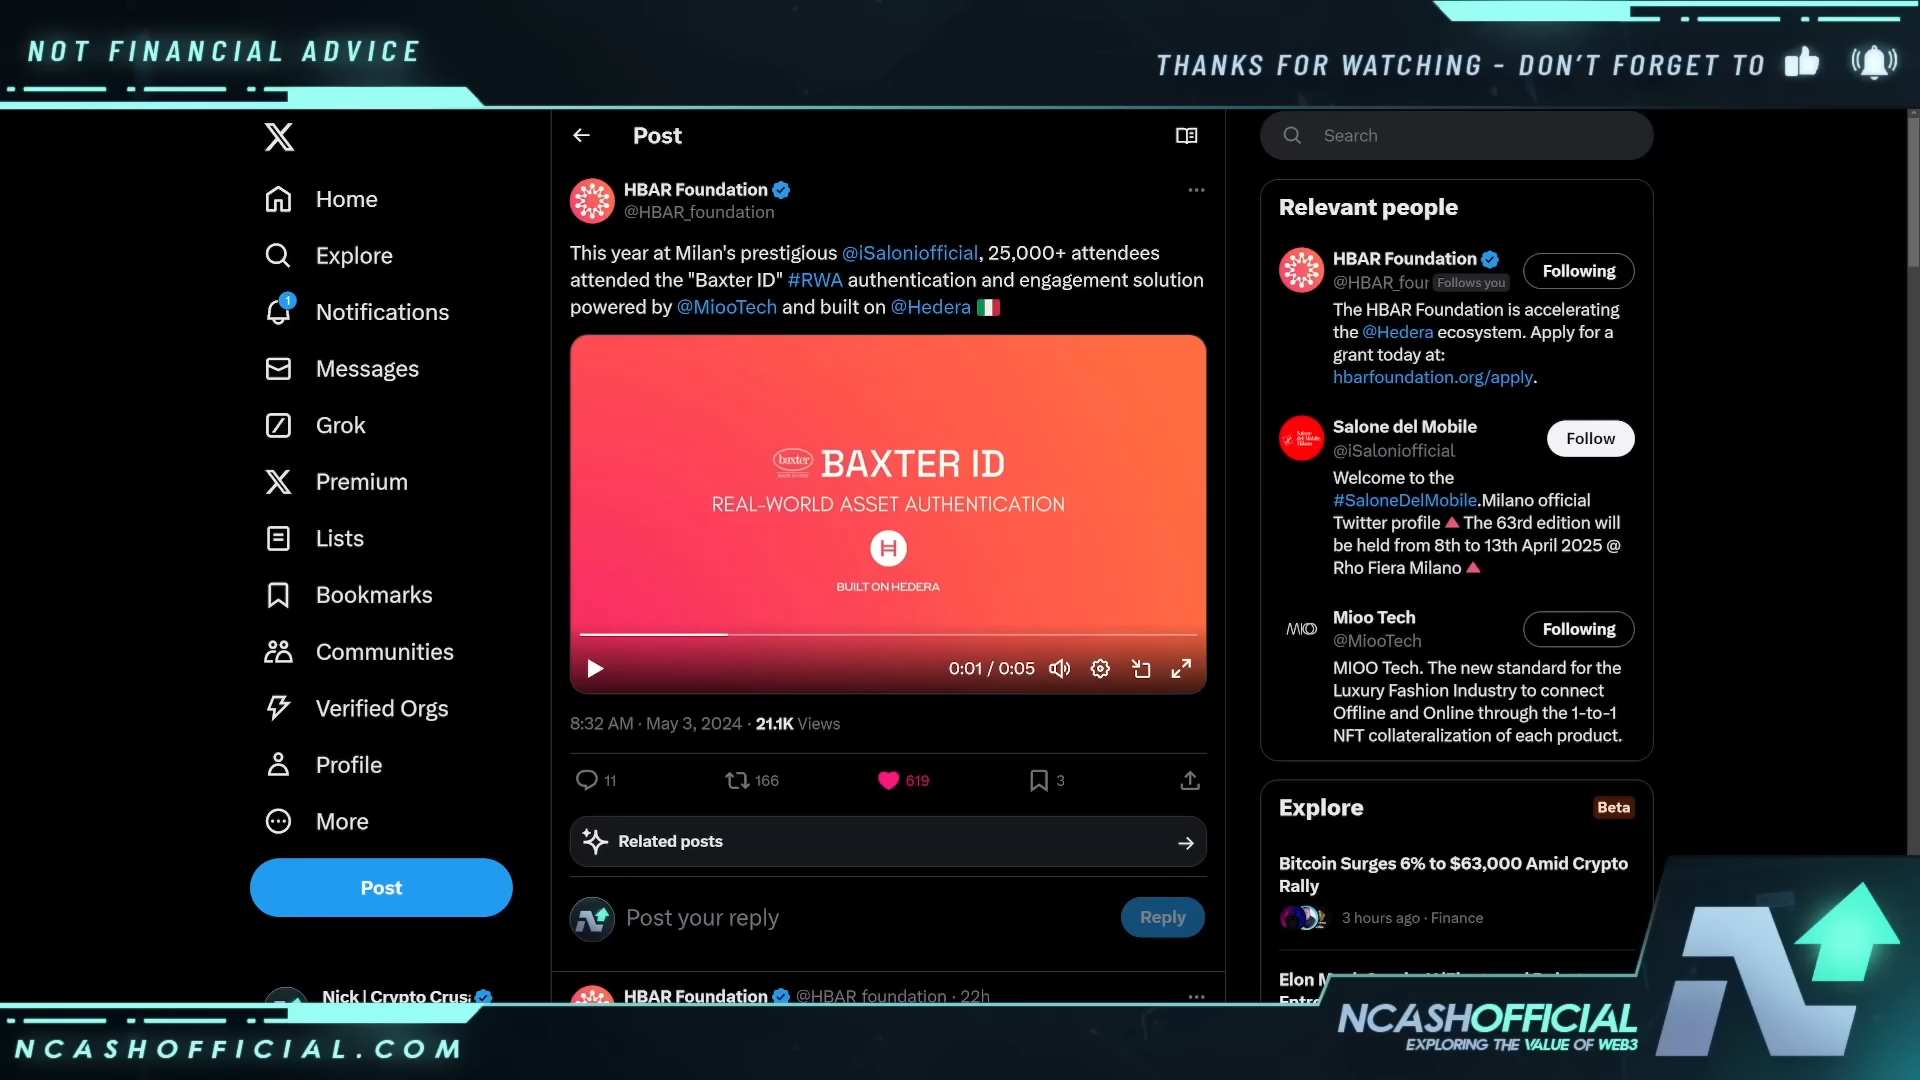 NOT FINANCIAL ADVICE
THANKS FOR WATCHING - DON'T FORGET TO
Home
Explore
1
Notifications
Messages
Grok
Premium
Lists
Bookmarks
Communities
Verified Orgs
Profile
More
Post
Nick | Crypto Crus
Post
HBAR Foundation
@HBAR_foundation
This year at Milan's prestigious @iSaloniofficial, 25,000+ attendees
attended the "Baxter ID" #RWA authentication and engagement solution
powered by @MiooTech and built on @Hedera
baxter BAXTER ID
REAL-WORLD ASSET AUTHENTICATION
BUILT ON HEDERA
0:01 / 0:05
8:32 AM · May 3, 2024 · 21.1K Views
11 166 619 3
Related posts
Post your reply
Reply
HBAR Foundation @HBAR_foundation · 22h
Search
Relevant people
HBAR Foundation
@HBAR_four Follows you
Following
The HBAR Foundation is accelerating
the @Hedera ecosystem. Apply for a
grant today at:
hbarfoundation.org/apply.
Salone del Mobile
@iSaloniofficial
Follow
Welcome to the
#SaloneDelMobile.Milano official
Twitter profile 🔺 The 63rd edition will
be held from 8th to 13th April 2025 @
Rho Fiera Milano 🔺
MIOO
Mioo Tech
@MiooTech
Following
MIOO Tech. The new standard for the
Luxury Fashion Industry to connect
Offline and Online through the 1-to-1
NFT collateralization of each product.
Explore
Beta
Bitcoin Surges 6% to $63,000 Amid Crypto
Rally
3 hours ago · Finance
Elon
NCASHOFFICIAL.COM
NCASHOFFICIAL
EXPLORING THE VALUE OF WEB3